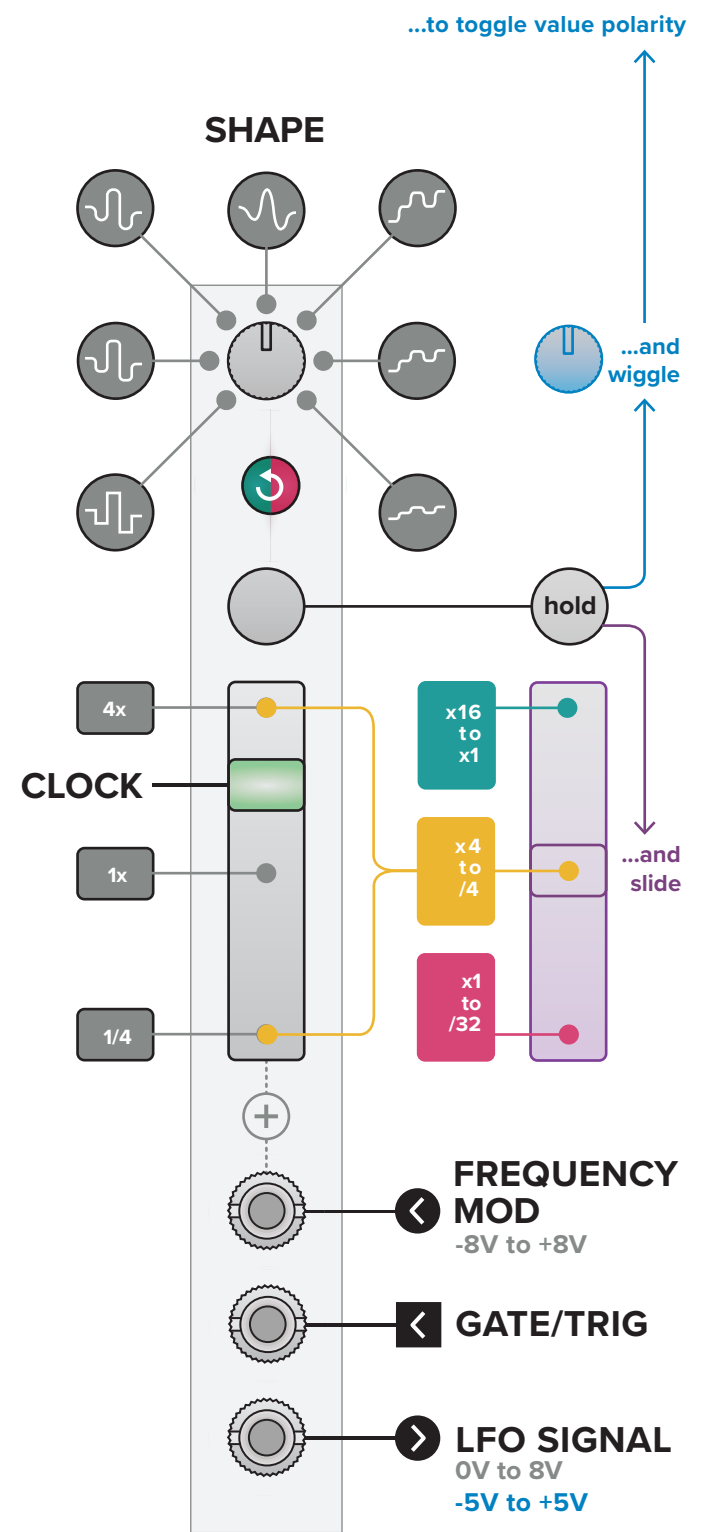 ...to toggle value polarity
SHAPE
...and
wiggle
hold
4x
x16
to
x1
CLOCK
x4
to
/4
...and
slide
1x
x1
to
/32
1/4
FREQUENCY
MOD
-8V to +8V
GATE/TRIG
LFO SIGNAL
0V to 8V
-5V to +5V